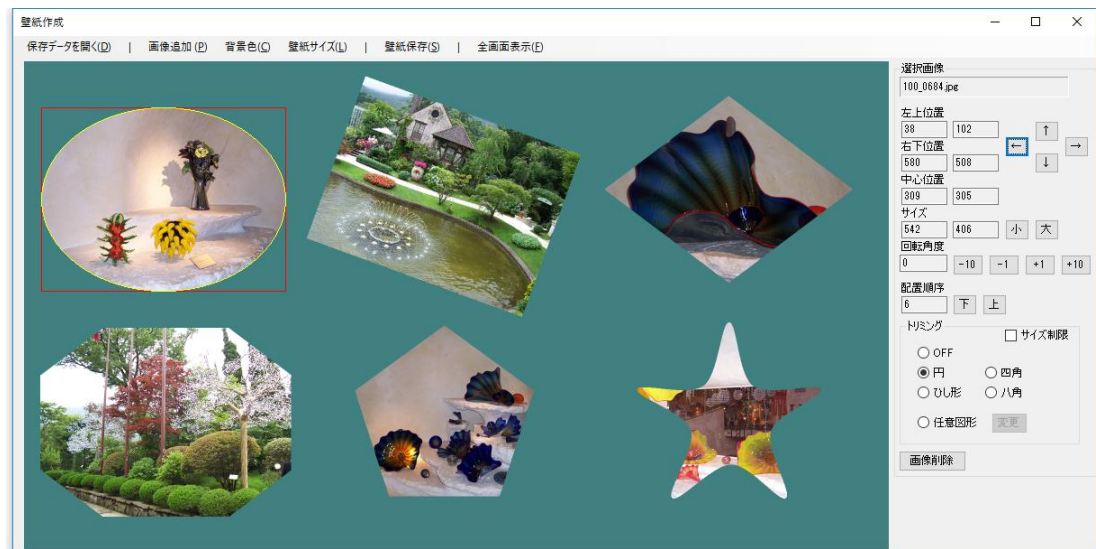 壁紙作成
保存データを開く(D) | 画像追加 (P) 背景色(C) 壁紙サイズ(L) | 壁紙保存(S) | 全画面表示(F)
選択画像
100_0684.jpg
左上位置
38 102 ↑
右下位置 ← →
580 508 ↓
中心位置
309 305
サイズ
542 406 小 大
回転角度
0 -10 -1 +1 +10
配置順序
6 下 上
トリミング
サイズ制限
OFF
円 四角
ひし形 八角
任意図形 変更
画像削除